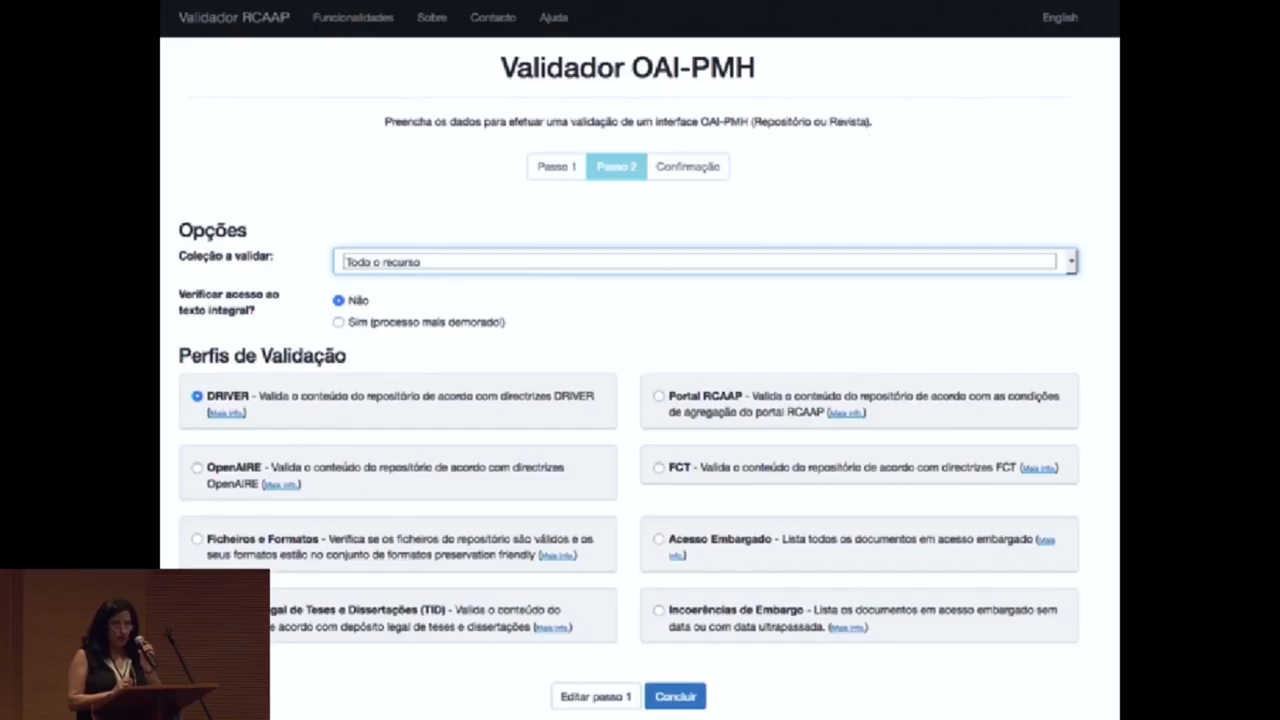 Validador RCAAP Funcionalidades Sobre Contacto Ajuda English
Validador OAI-PMH
Preencha os dados para efetuar uma validação de um interface OAI-PMH (Repositório ou Revista).
Passo 1 Passo 2 Confirmação
Opções
Coleção a validar:
Todo o recurso
Verificar acesso ao
texto integral?
Não
Sim (processo mais demorado!)
Perfis de Validação
DRIVER - Valida o conteúdo do repositório de acordo com directrizes DRIVER
(Mais info.)
Portal RCAAP - Valida o conteúdo do repositório de acordo com as condições
de agregação do portal RCAAP (Mais info.)
OpenAIRE - Valida o conteúdo do repositório de acordo com directrizes
OpenAIRE (Mais info.)
FCT - Valida o conteúdo do repositório de acordo com directrizes FCT (Mais info.)
Ficheiros e Formatos - Verifica se os ficheiros do repositório são válidos e os
seus formatos estão no conjunto de formatos preservation friendly (Mais info.)
Acesso Embargado - Lista todos os documentos em acesso embargado (Mais
info.)
gal de Teses e Dissertações (TID) - Valida o conteúdo do
e acordo com depósito legal de teses e dissertações (Mais info.)
Incoerências de Embargo - Lista os documentos em acesso embargado sem
data ou com data ultrapassada. (Mais info.)
Editar passo 1 Concluir